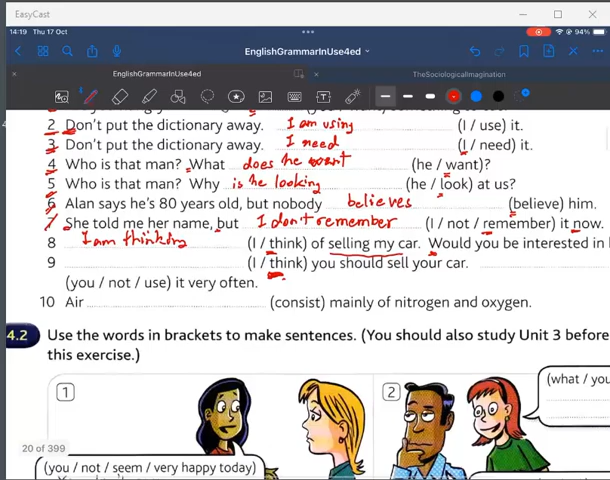 EasyCast
14:19 Thu 17 Oct
94%
EnglishGrammarInUse4ed
EnglishGrammarInUse4ed
TheSociologicalImagination
2 Don't put the dictionary away. I am using (I / use) it.
3 Don't put the dictionary away. I need (I / need) it.
4 Who is that man? What does he want (he / want)?
5 Who is that man? Why is he looking (he / look) at us?
6 Alan says he's 80 years old, but nobody believes (believe) him.
7 She told me her name, but I don't remember (I / not / remember) it now.
8 I am thinking (I / think) of selling my car. Would you be interested in
9 (I / think) you should sell your car.
(you / not / use) it very often.
10 Air (consist) mainly of nitrogen and oxygen.
4.2 Use the words in brackets to make sentences. (You should also study Unit 3 before
this exercise.)
1
2
(what / you
20 of 399
(you / not / seem / very happy today)